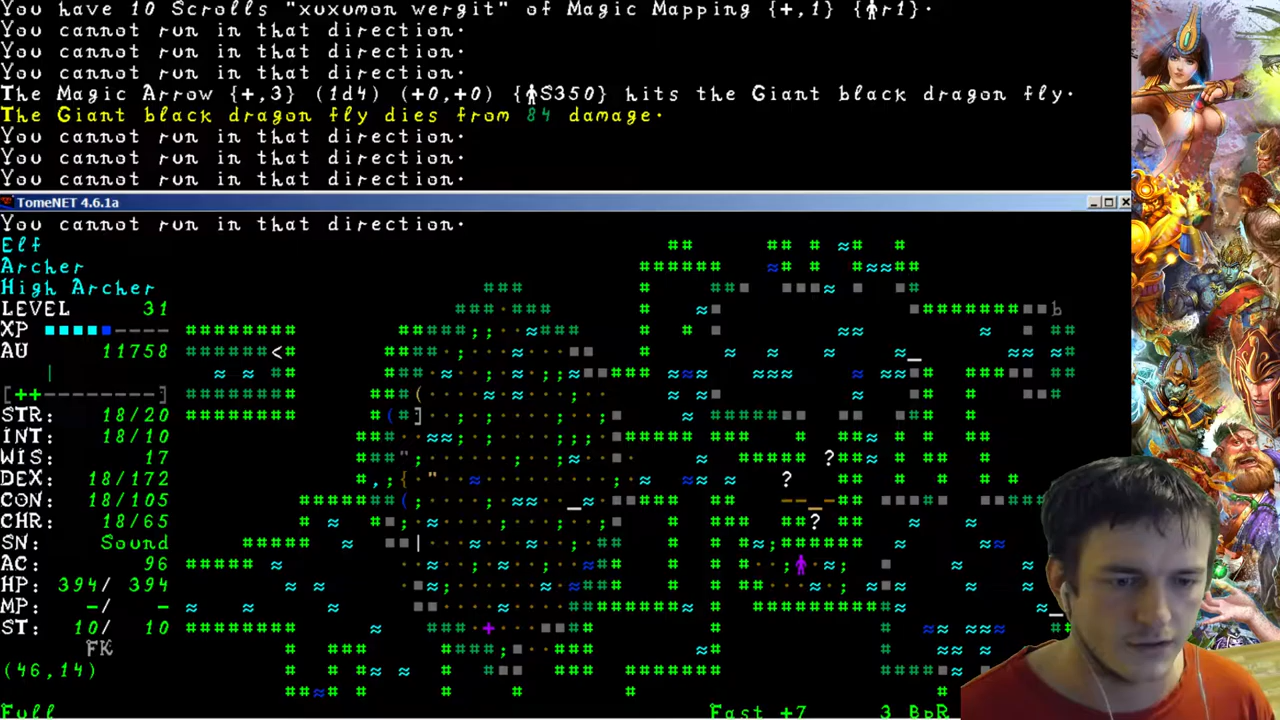 You have 10 Scrolls "xuxumon wergit" of Magic Mapping {+,1} {r1}.
You cannot run in that direction.
You cannot run in that direction.
You cannot run in that direction.
The Magic Arrow {+,3} (1d4) (+0,+0) {S350} hits the Giant black dragon fly.
The Giant black dragon fly dies from 84 damage.
You cannot run in that direction.
You cannot run in that direction.
You cannot run in that direction.
TomeNET 4.6.1a
You cannot run in that direction.
Elf
Archer
High Archer
LEVEL 31
XP
AU 11758
[++---------]
STR: 18/20
INT: 18/10
WIS: 17
DEX: 18/172
CON: 18/105
CHR: 18/65
SN: Sound
AC: 96
HP: 394/ 394
MP: -/ -
ST: 10/ 10
FK
(46,14)
Full Fast +7 3 BpR